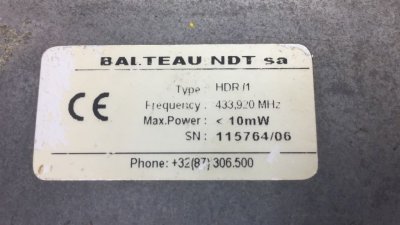 BALTEAU NDT sa
Type : HDR /1
CE
Frequency : 433,920 MHz
Max.Power : < 10mW
SN : 115764/06
Phone: +32(87) 306.500